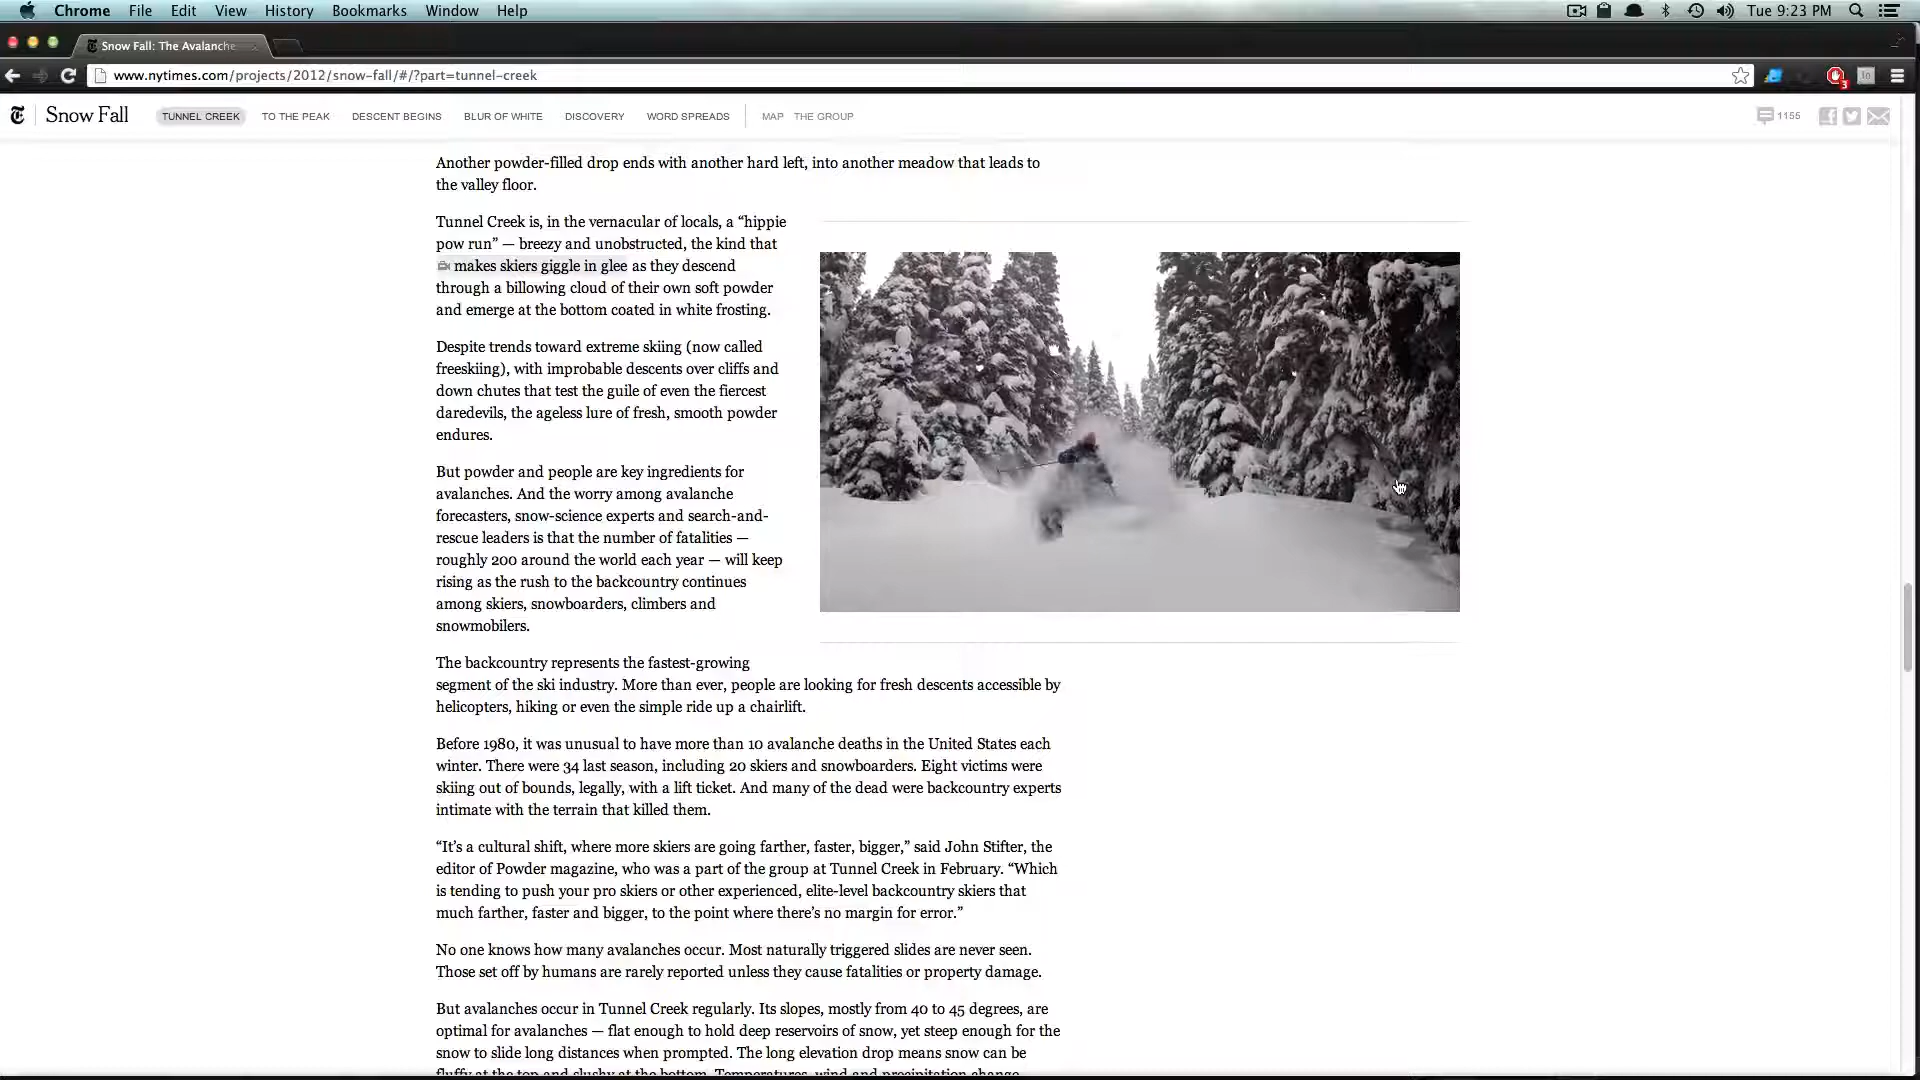 Chrome File Edit View History Bookmarks Window Help Tue 9:23 PM
Snow Fall: The Avalanche
www.nytimes.com/projects/2012/snow-fall/#/?part=tunnel-creek
3
Snow Fall TUNNEL CREEK TO THE PEAK DESCENT BEGINS BLUR OF WHITE DISCOVERY WORD SPREADS MAP THE GROUP 1155
Another powder-filled drop ends with another hard left, into another meadow that leads to
the valley floor.
Tunnel Creek is, in the vernacular of locals, a “hippie
pow run” — breezy and unobstructed, the kind that
makes skiers giggle in glee as they descend
through a billowing cloud of their own soft powder
and emerge at the bottom coated in white frosting.
Despite trends toward extreme skiing (now called
freeskiing), with improbable descents over cliffs and
down chutes that test the guile of even the fiercest
daredevils, the ageless lure of fresh, smooth powder
endures.
But powder and people are key ingredients for
avalanches. And the worry among avalanche
forecasters, snow-science experts and search-and-
rescue leaders is that the number of fatalities —
roughly 200 around the world each year — will keep
rising as the rush to the backcountry continues
among skiers, snowboarders, climbers and
snowmobilers.
The backcountry represents the fastest-growing
segment of the ski industry. More than ever, people are looking for fresh descents accessible by
helicopters, hiking or even the simple ride up a chairlift.
Before 1980, it was unusual to have more than 10 avalanche deaths in the United States each
winter. There were 34 last season, including 20 skiers and snowboarders. Eight victims were
skiing out of bounds, legally, with a lift ticket. And many of the dead were backcountry experts
intimate with the terrain that killed them.
“It’s a cultural shift, where more skiers are going farther, faster, bigger,” said John Stifter, the
editor of Powder magazine, who was a part of the group at Tunnel Creek in February. “Which
is tending to push your pro skiers or other experienced, elite-level backcountry skiers that
much farther, faster and bigger, to the point where there’s no margin for error.”
No one knows how many avalanches occur. Most naturally triggered slides are never seen.
Those set off by humans are rarely reported unless they cause fatalities or property damage.
But avalanches occur in Tunnel Creek regularly. Its slopes, mostly from 40 to 45 degrees, are
optimal for avalanches — flat enough to hold deep reservoirs of snow, yet steep enough for the
snow to slide long distances when prompted. The long elevation drop means snow can be
fluffy at the top and slushy at the bottom. Temperatures, wind and precipitation change